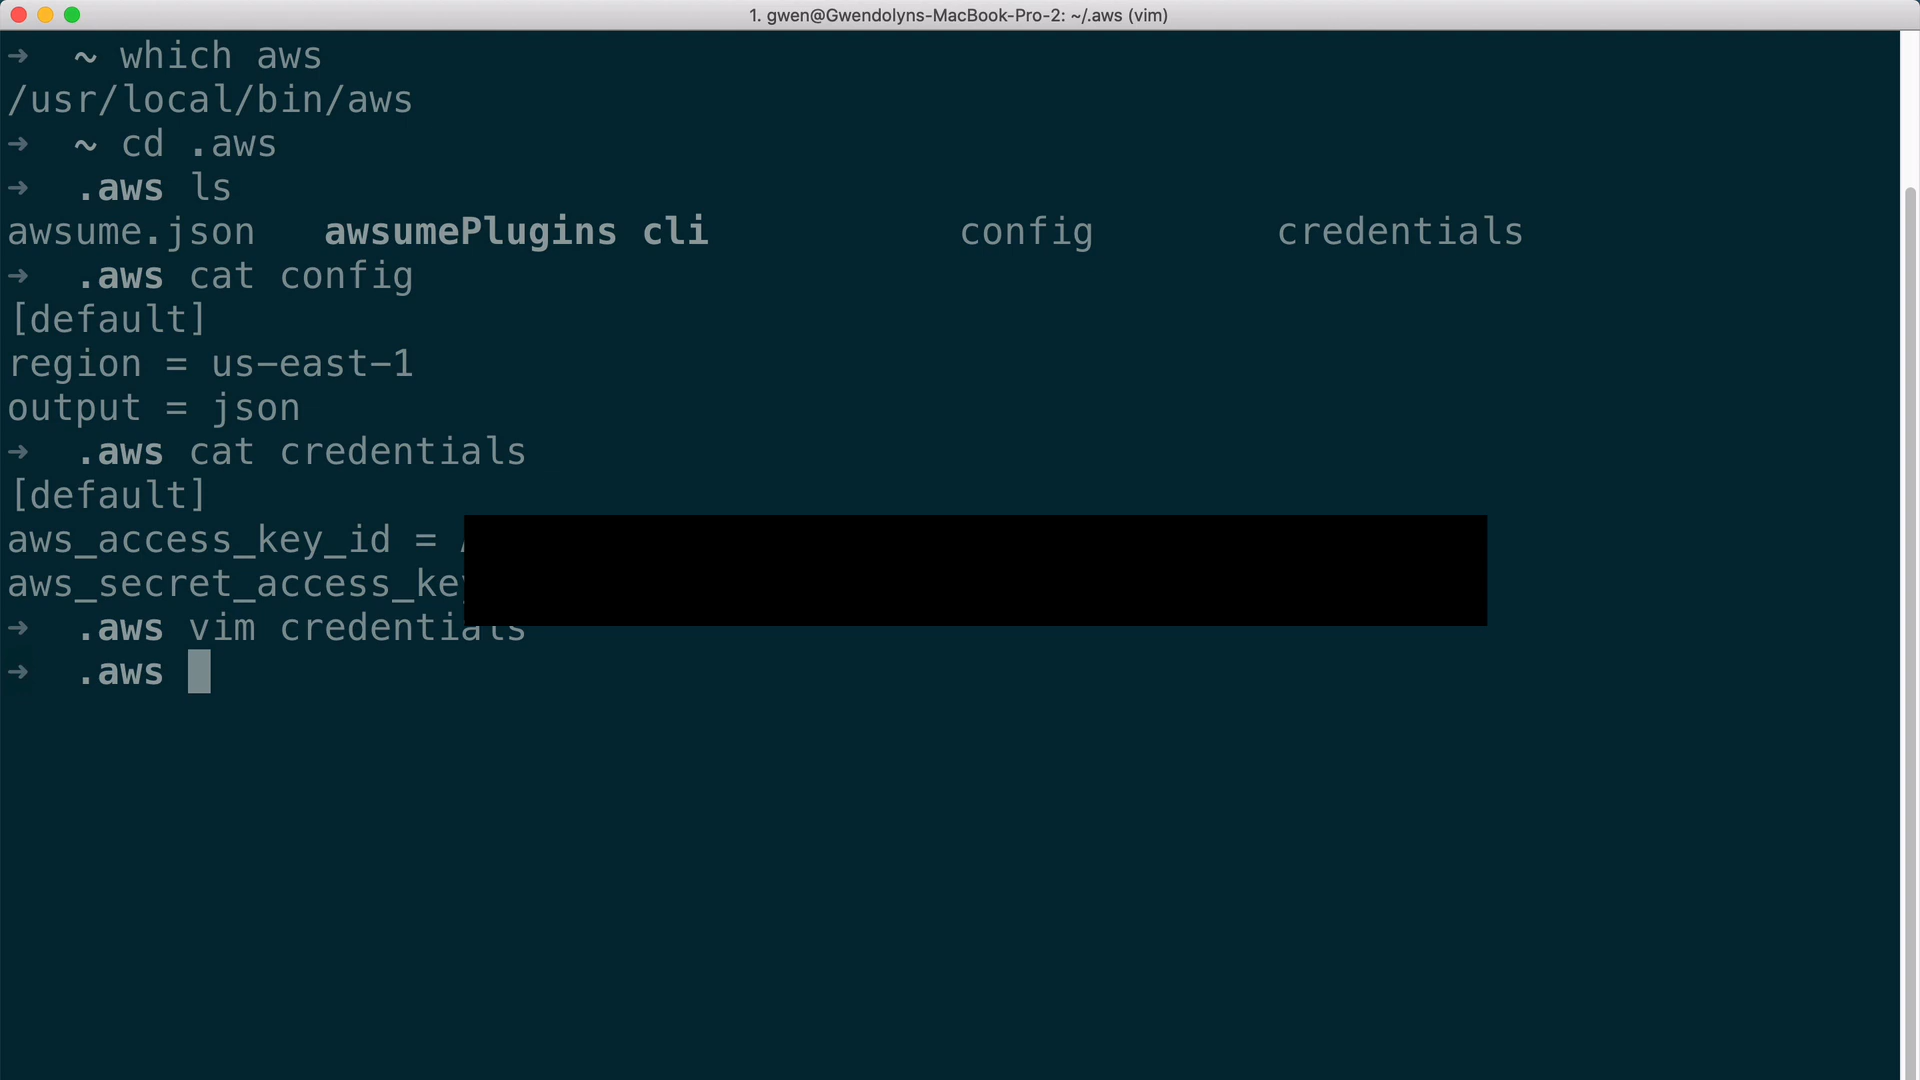 1. gwen@Gwendolyns-MacBook-Pro-2: ~/.aws (vim)
➜  ~ which aws
/usr/local/bin/aws
➜  ~ cd .aws
➜  .aws ls
awsume.json   awsumePlugins cli           config        credentials
➜  .aws cat config
[default]
region = us-east-1
output = json
➜  .aws cat credentials
[default]
aws_access_key_id =
aws_secret_access_key
➜  .aws vim credentials
➜  .aws